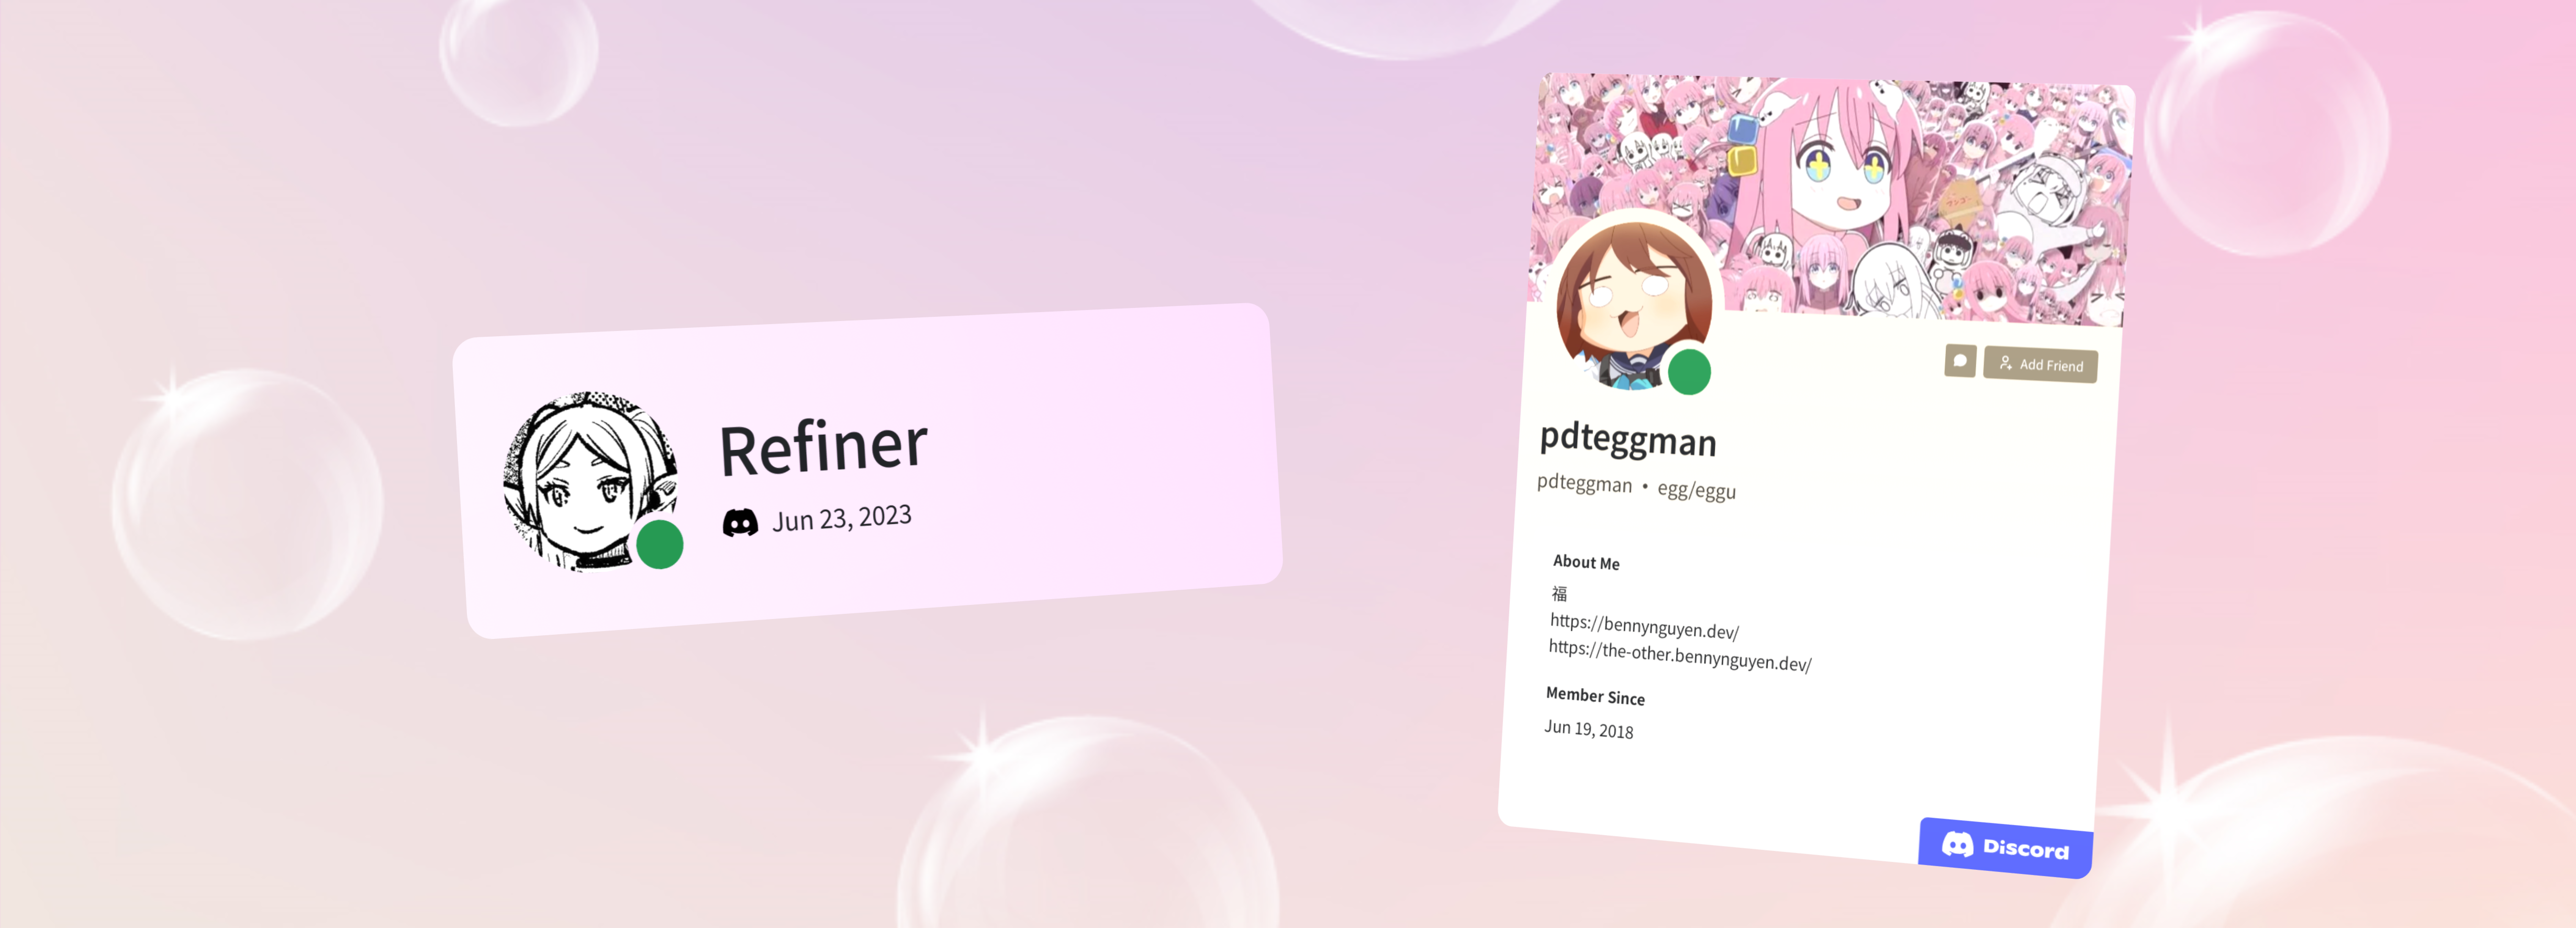 Refiner
Jun 23, 2023
Add Friend
pdteggman
pdteggman • egg/eggu
About Me
福
https://bennynguyen.dev/
https://the-other.bennynguyen.dev/
Member Since
Jun 19, 2018
Discord